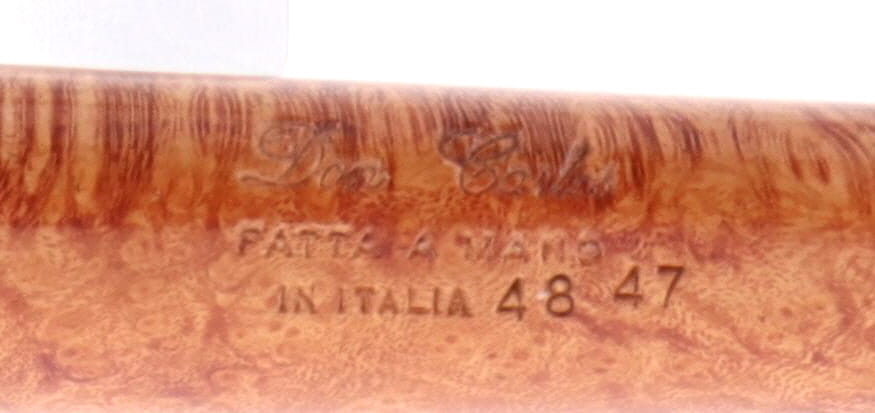 Don Carlos
FATTA A MANO
IN ITALIA 48 47